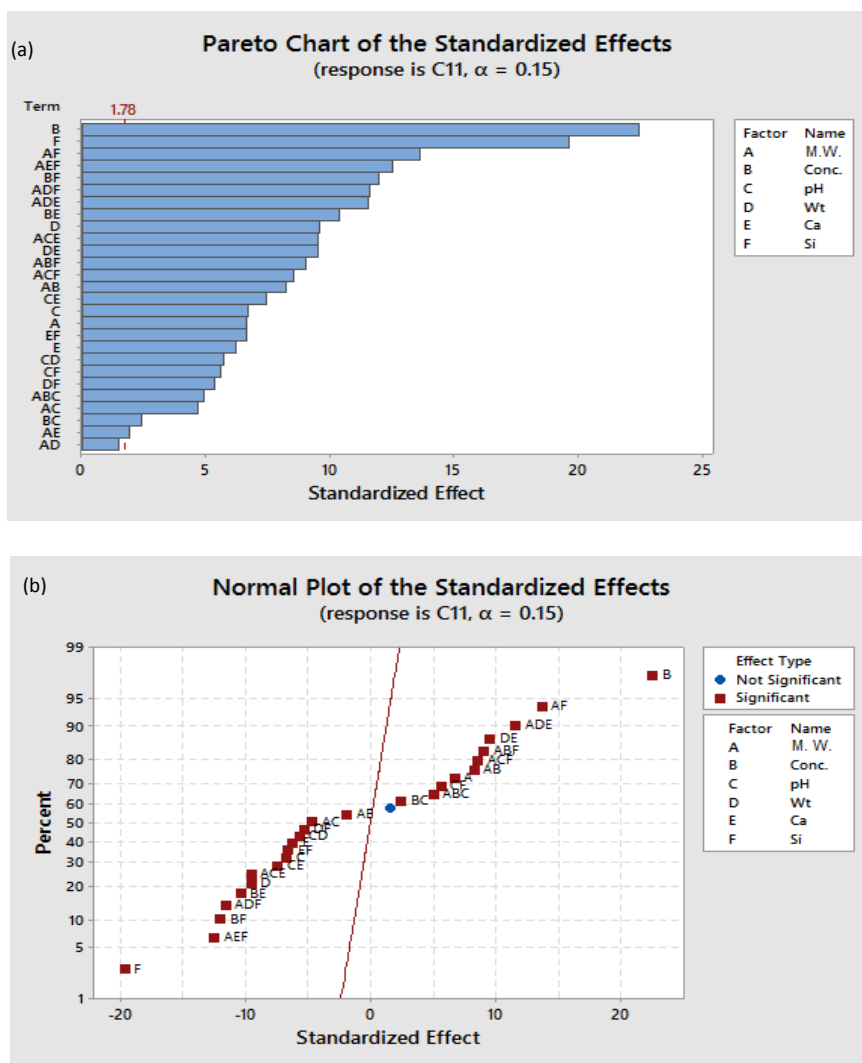 (a)
Pareto Chart of the Standardized Effects
(response is C11, α = 0.15)
Term
1.78
B
F
AF
AEF
BF
ADF
ADE
BE
D
ACE
DE
ABF
ACF
AB
CE
C
A
EF
E
CD
CF
DF
ABC
AC
BC
AE
AD
0 5 10 15 20 25
Standardized Effect
Factor Name
A M.W.
B Conc.
C pH
D Wt
E Ca
F Si
(b)
Normal Plot of the Standardized Effects
(response is C11, α = 0.15)
Percent
99
95
90
80
70
60
50
40
30
20
10
5
1
B
AF
ADE
DE
ABF
ACF
AB
A
CF
ABC
BC
AE
AC
DF
CD
E
EF
C
CE
ACE
D
BE
ADF
BF
AEF
F
-20 -10 0 10 20
Standardized Effect
Effect Type
Not Significant
Significant
Factor Name
A M. W.
B Conc.
C pH
D Wt
E Ca
F Si